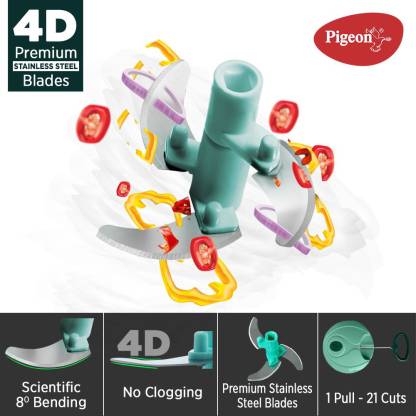 4D
Premium
STAINLESS STEEL
Blades
Pigeon
Scientific
8º Bending
4D
No Clogging
Premium Stainless
Steel Blades
1 Pull - 21 Cuts